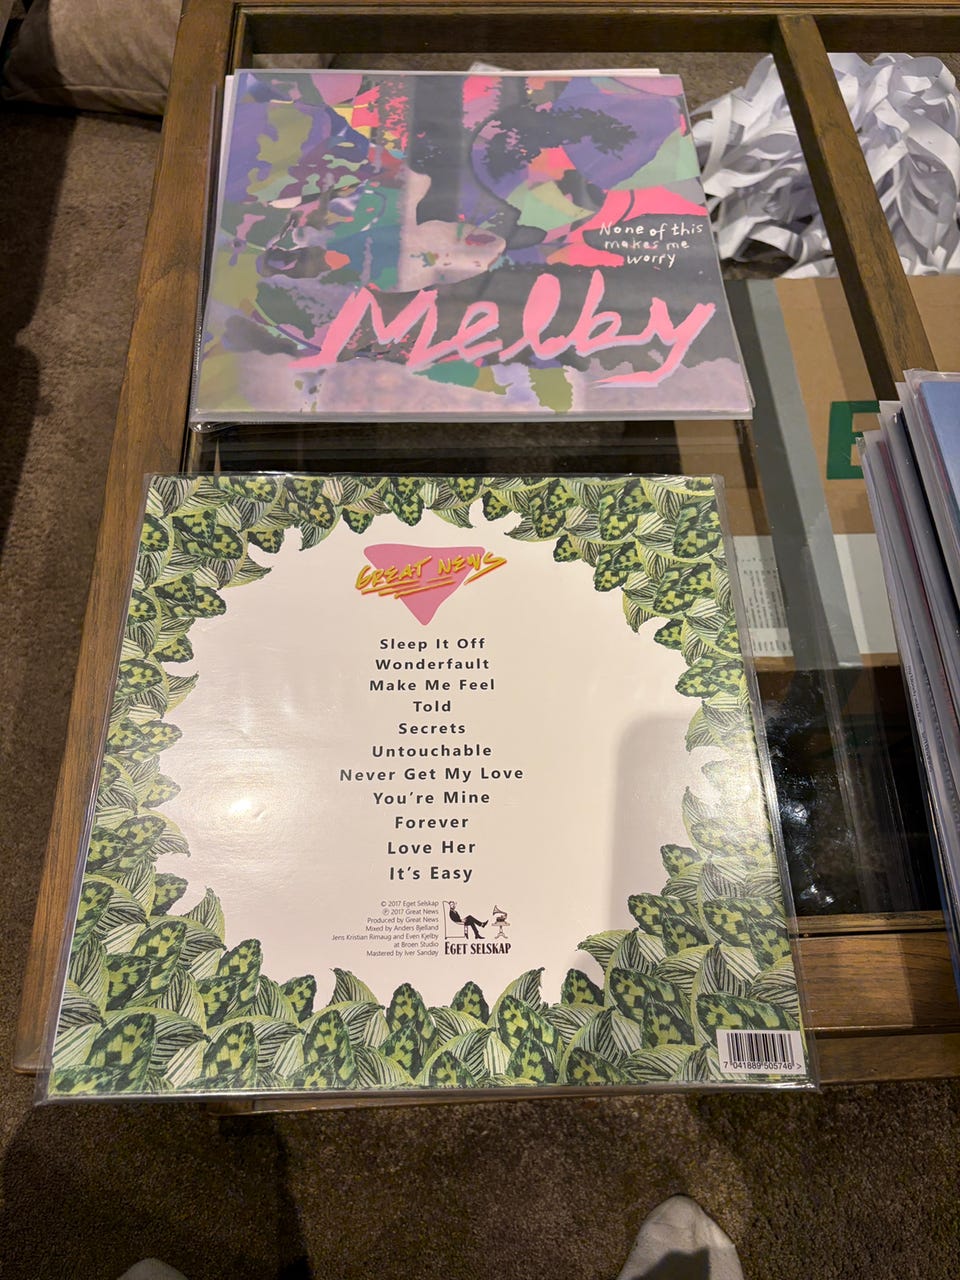 None of this
makes me
worry
Melby
GREAT NEWS
Sleep It Off
Wonderfault
Make Me Feel
Told
Secrets
Untouchable
Never Get My Love
You're Mine
Forever
Love Her
It's Easy
© 2017 Eget Selskap
℗ 2017 Great News
Produced by Great News
Mixed by Anders Bjelland
Jens Kristian Rimaug and Even Kjelby
at Broen Studio
Mastered by Iver Sandøy
EGET SELSKAP
7 041889 505746 >
E